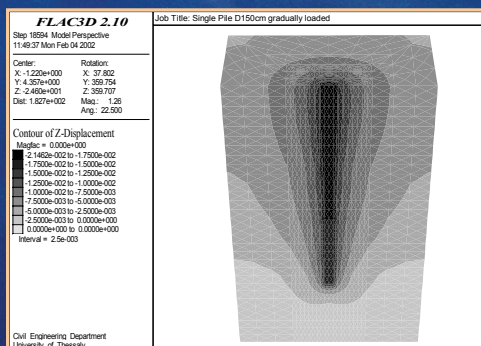 FLAC3D 2.10
Step 18594 Model Perspective
11:49:37 Mon Feb 04 2002
Center:
X: -1.220e+000
Y: 4.357e+000
Z: -2.460e+001
Dist: 1.827e+002
Rotation:
X: 37.802
Y: 359.754
Z: 359.707
Mag.: 1.26
Ang.: 22.500
Contour of Z-Displacement
Magfac = 0.000e+000
-2.1462e-002 to -1.7500e-002
-1.7500e-002 to -1.5000e-002
-1.5000e-002 to -1.2500e-002
-1.2500e-002 to -1.0000e-002
-1.0000e-002 to -7.5000e-003
-7.5000e-003 to -5.0000e-003
-5.0000e-003 to -2.5000e-003
-2.5000e-003 to 0.0000e+000
0.0000e+000 to 0.0000e+000
Interval = 2.5e-003
Civil Engineering Department
University of Thessaly
Job Title: Single Pile D150cm gradually loaded